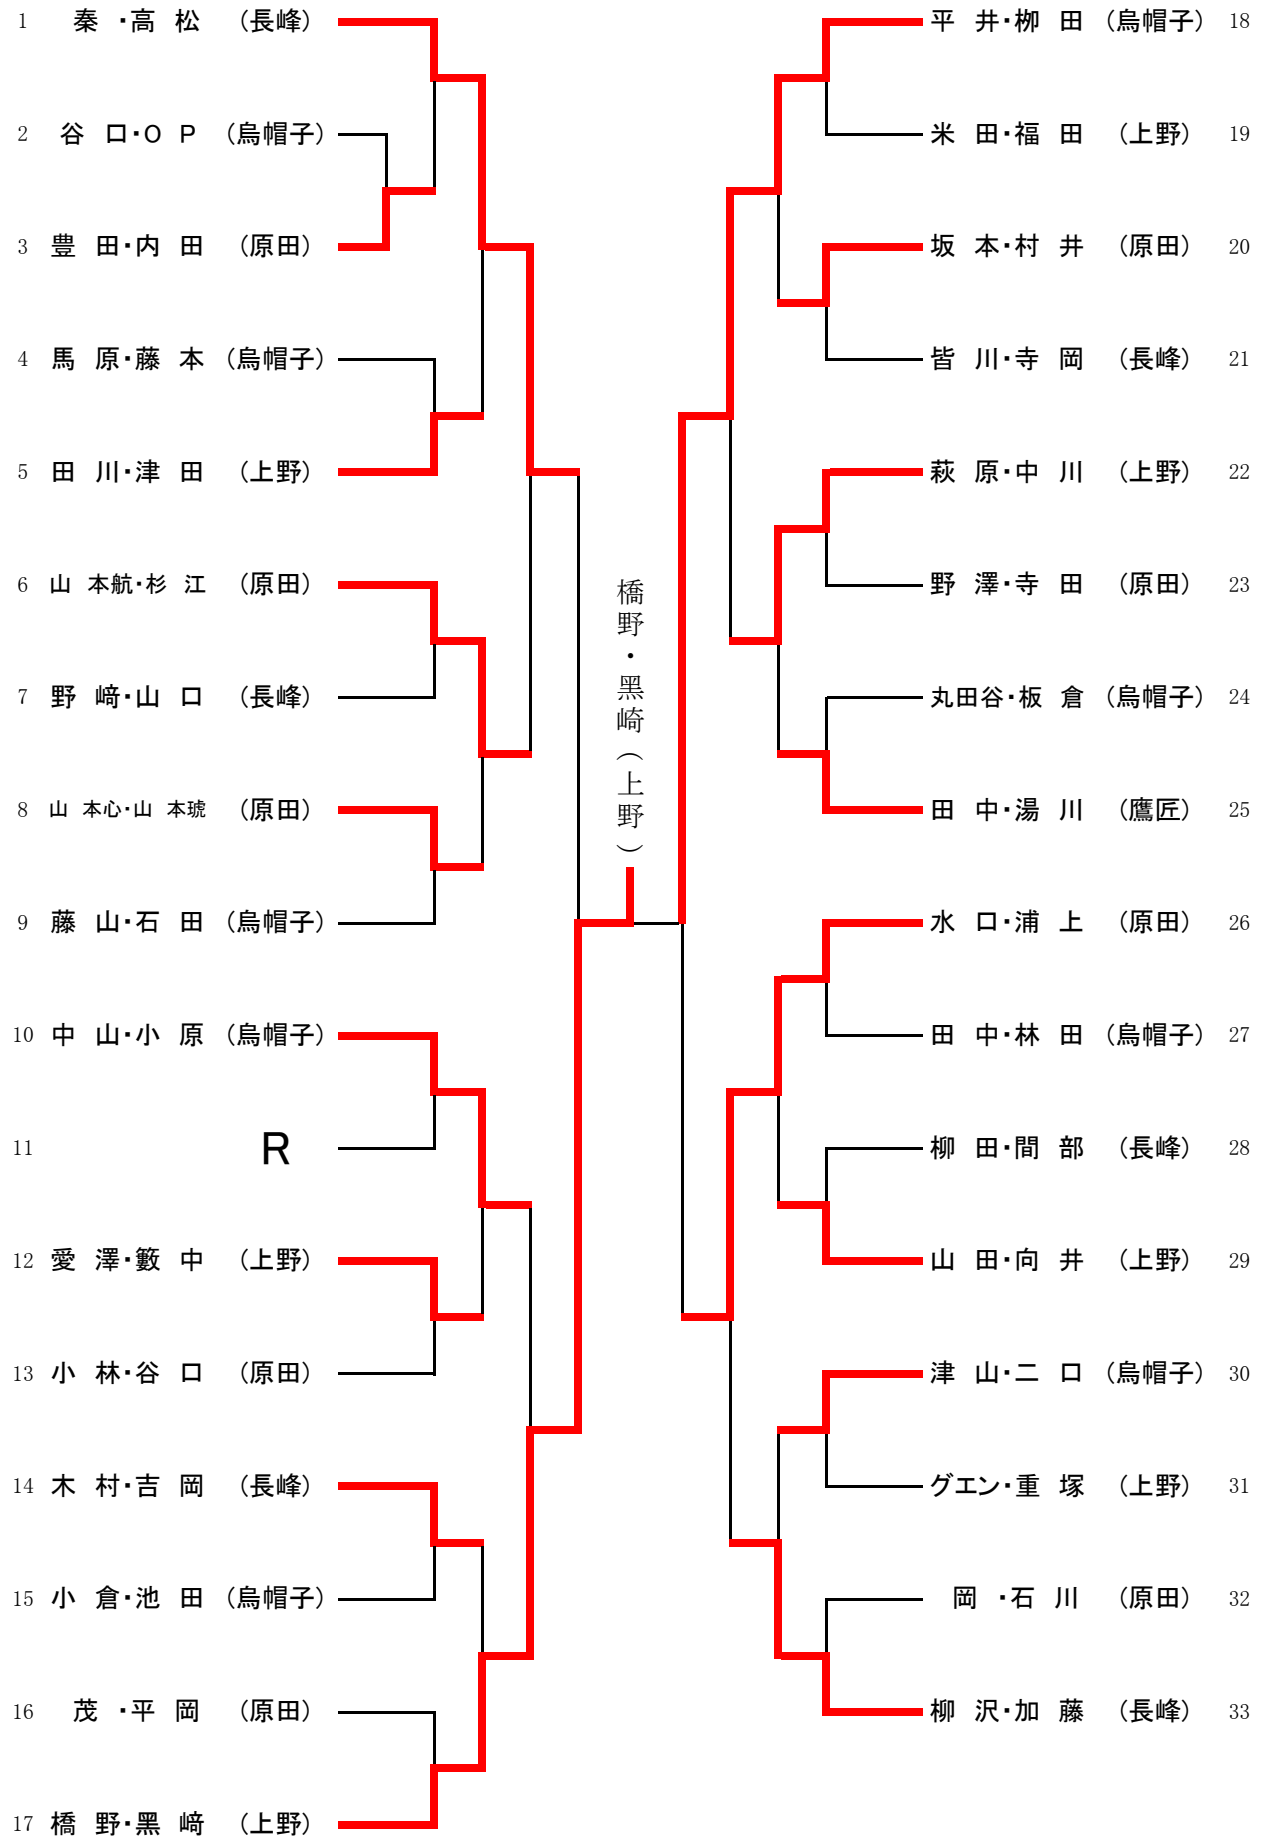 1 秦 ・高 松 (長峰)
2 谷 口・O P (烏帽子)
3 豊 田・内 田 (原田)
4 馬 原・藤 本 (烏帽子)
5 田 川・津 田 (上野)
6 山 本航・杉 江 (原田)
7 野 﨑・山 口 (長峰)
8 山 本心・山 本琥 (原田)
9 藤 山・石 田 (烏帽子)
10 中 山・小 原 (烏帽子)
11 R
12 愛 澤・籔 中 (上野)
13 小 林・谷 口 (原田)
14 木 村・吉 岡 (長峰)
15 小 倉・池 田 (烏帽子)
16 茂 ・平 岡 (原田)
17 橋 野・黑 﨑 (上野)
橋野・黑崎(上野)
平 井・栁 田 (烏帽子) 18
米 田・福 田 (上野) 19
坂 本・村 井 (原田) 20
皆 川・寺 岡 (長峰) 21
萩 原・中 川 (上野) 22
野 澤・寺 田 (原田) 23
丸田谷・板 倉 (烏帽子) 24
田 中・湯 川 (鷹匠) 25
水 口・浦 上 (原田) 26
田 中・林 田 (烏帽子) 27
柳 田・間 部 (長峰) 28
山 田・向 井 (上野) 29
津 山・二 口 (烏帽子) 30
グエン・重 塚 (上野) 31
岡 ・石 川 (原田) 32
柳 沢・加 藤 (長峰) 33